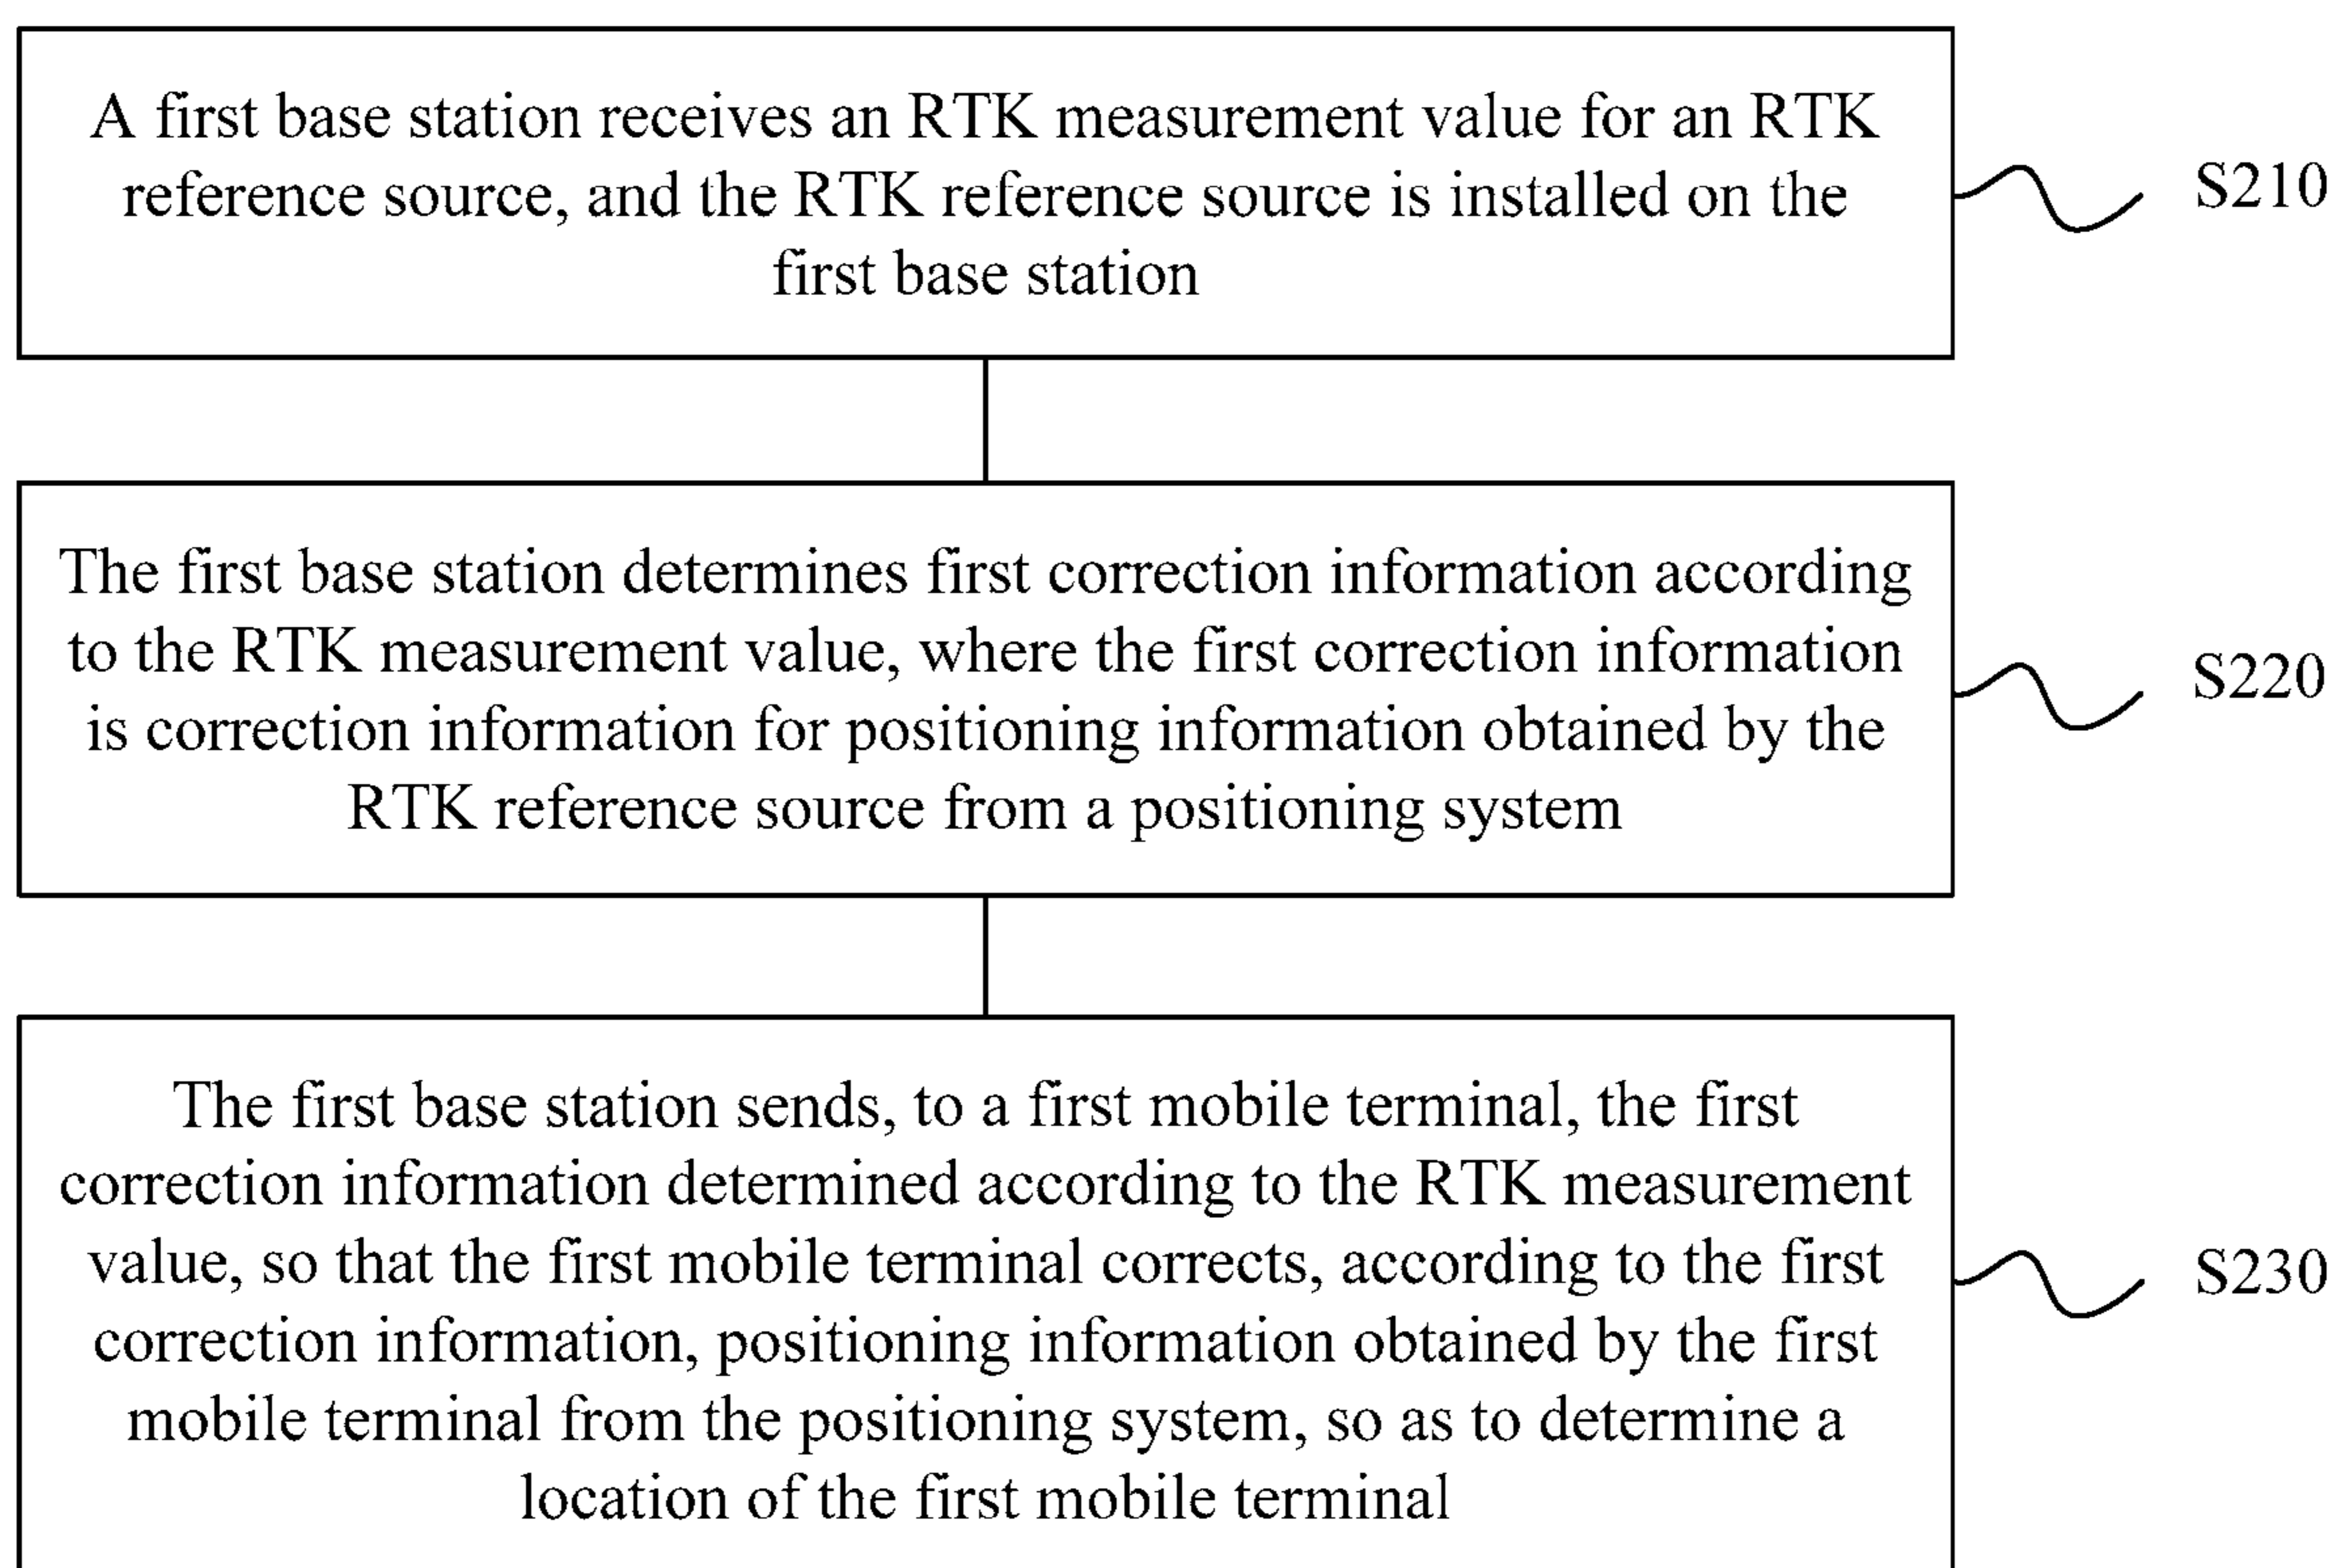 A first base station receives an RTK measurement value for an RTK
reference source, and the RTK reference source is installed on the
first base station
S210
The first base station determines first correction information according
to the RTK measurement value, where the first correction information
is correction information for positioning information obtained by the
RTK reference source from a positioning system
S220
The first base station sends, to a first mobile terminal, the first
correction information determined according to the RTK measurement
value, so that the first mobile terminal corrects, according to the first
correction information, positioning information obtained by the first
mobile terminal from the positioning system, so as to determine a
location of the first mobile terminal
S230